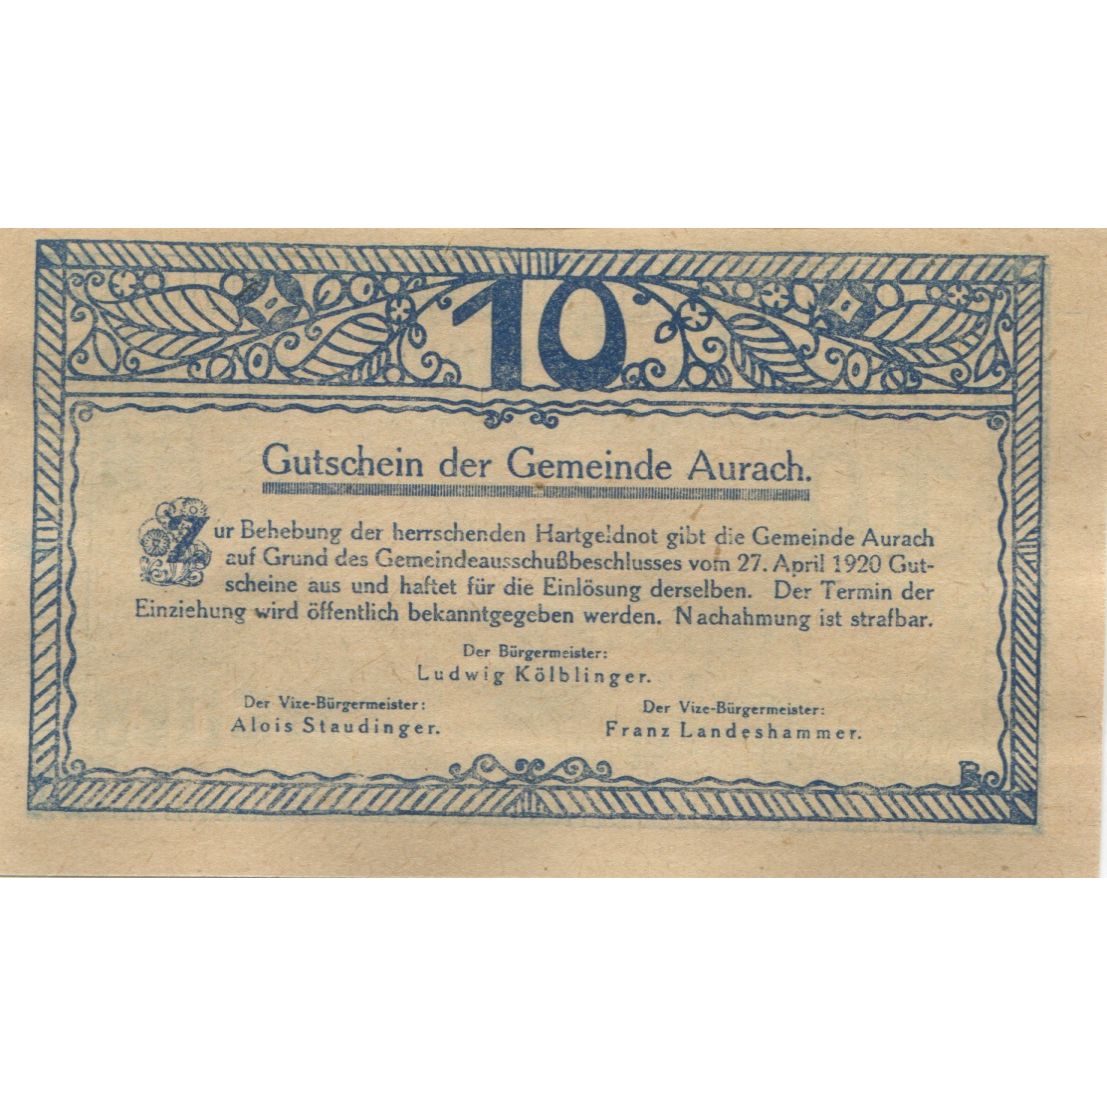 10
Gutschein der Gemeinde Aurach.
Zur Behebung der herrschenden Hartgeldnot gibt die Gemeinde Aurach
auf Grund des Gemeindeausschußbeschlusses vom 27. April 1920 Gut-
scheine aus und haftet für die Einlösung derselben. Der Termin der
Einziehung wird öffentlich bekanntgegeben werden. Nachahmung ist strafbar.
Der Bürgermeister:
Ludwig Kölblinger.
Der Vize-Bürgermeister:
Alois Staudinger.
Der Vize-Bürgermeister:
Franz Landeshammer.